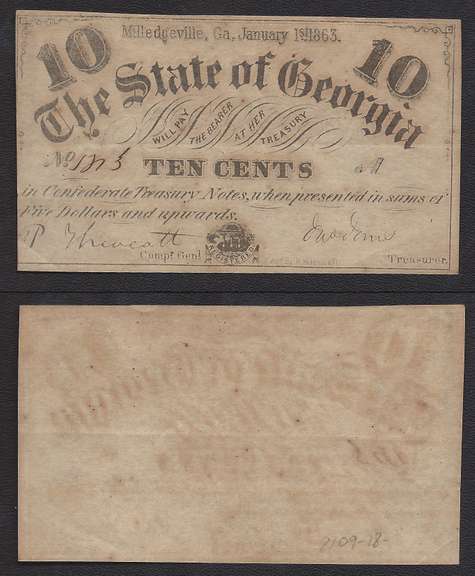 10
Milledgeville, Ga, January 1st 1863.
10
The State of Georgia
WILL PAY THE BEARER AT HER TREASURY
No
TEN CENTS
in Confederate Treasury Notes, when presented in sums of
Five Dollars and upwards.
Compt Genl
REGISTERED
Treasurer.
2109-18-